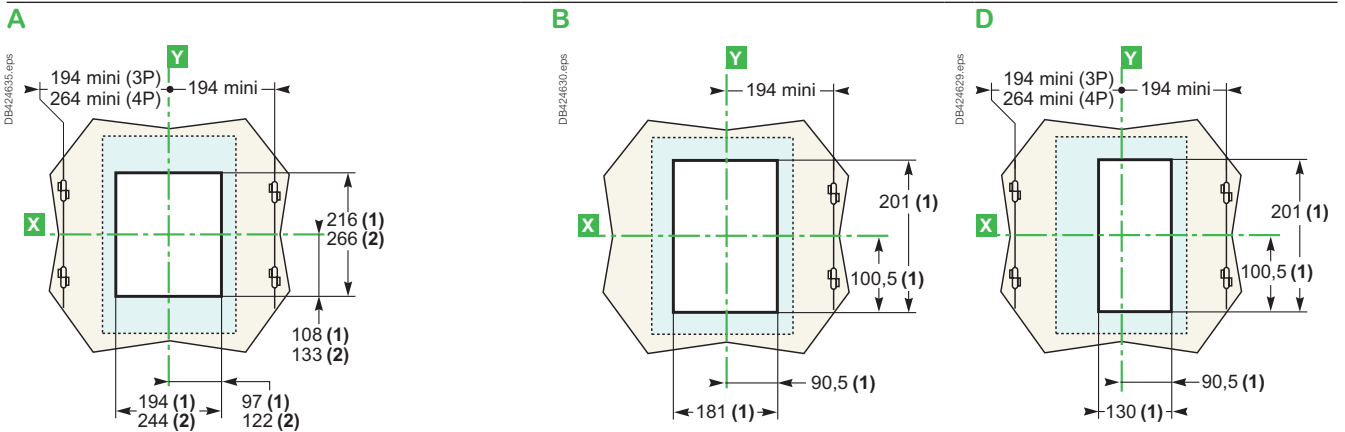 A
DB424635.eps
Y
194 mini (3P)
264 mini (4P)
194 mini
X
216 (1)
266 (2)
108 (1)
133 (2)
194 (1)
244 (2)
97 (1)
122 (2)
B
DB424630.eps
Y
194 mini
X
201 (1)
100,5 (1)
90,5 (1)
181 (1)
D
DB424629.eps
Y
194 mini (3P)
264 mini (4P)
194 mini
X
201 (1)
100,5 (1)
90,5 (1)
130 (1)